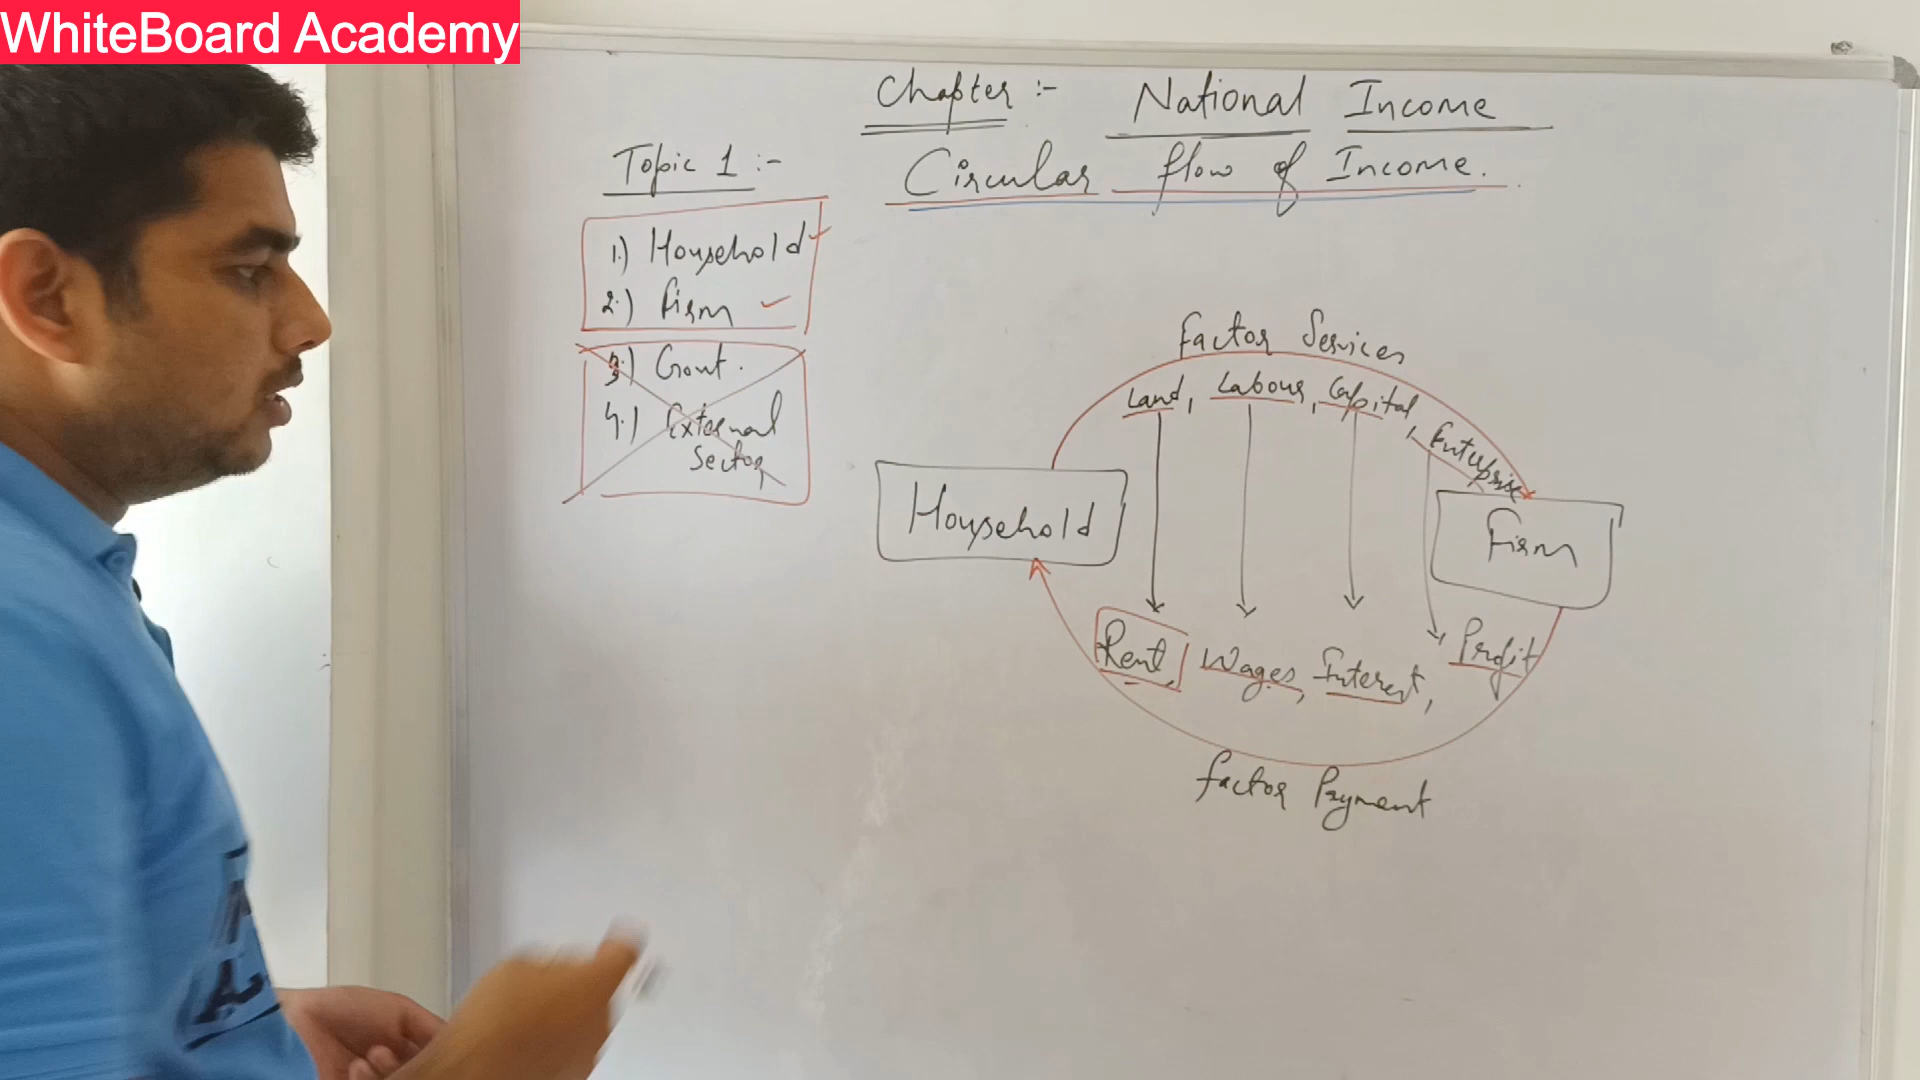 WhiteBoard Academy
Chapter :- National Income
Topic 1 :- Circular flow of Income.
1.) Household
2.) Firm
3.) Govt.
4.) External
Sector
Factor Services
Land, Labour, Capital, Enterprise
Household
Firm
Rent, Wages, Interest, Profit
factor Payment